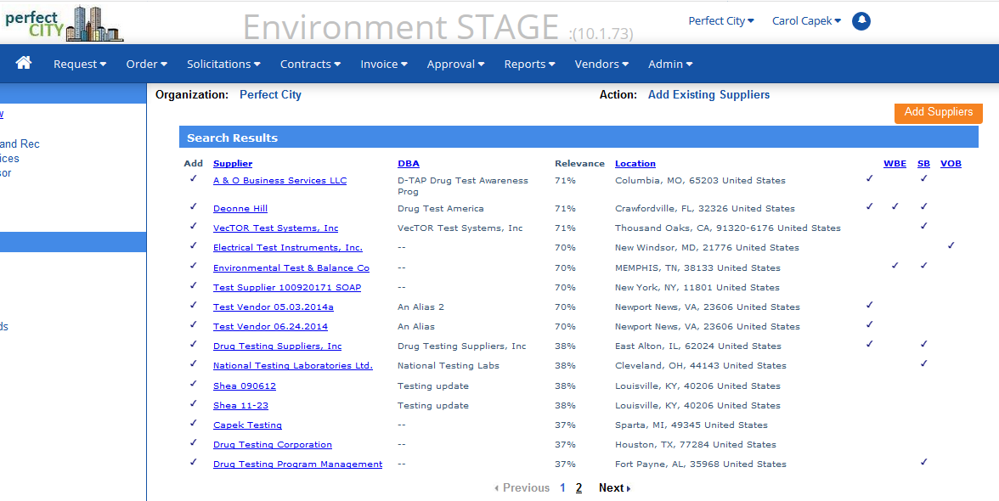 perfect
CITY
Environment STAGE :(10.1.73)
Perfect City
Carol Capek
Request Order Solicitations Contracts Invoice Approval Reports Vendors Admin
Organization: Perfect City Action: Add Existing Suppliers
Add Suppliers
and Rec
Search Results
Add Supplier DBA Relevance Location WBE SB VOB
✓ A & O Business Services LLC D-TAP Drug Test Awareness 71% Columbia, MO, 65203 United States ✓ ✓
Prog
✓ Deonne Hill Drug Test America 71% Crawfordville, FL, 32326 United States ✓ ✓ ✓
✓ VecTOR Test Systems, Inc VecTOR Test Systems, Inc 71% Thousand Oaks, CA, 91320-6176 United States ✓
✓ Electrical Test Instruments, Inc. -- 70% New Windsor, MD, 21776 United States ✓
✓ Environmental Test & Balance Co -- 70% MEMPHIS, TN, 38133 United States ✓ ✓
✓ Test Supplier 100920171 SOAP -- 70% New York, NY, 11801 United States
✓ Test Vendor 05.03.2014a An Alias 2 70% Newport News, VA, 23606 United States ✓
✓ Test Vendor 06.24.2014 An Alias 70% Newport News, VA, 23606 United States ✓
✓ Drug Testing Suppliers, Inc Drug Testing Suppliers, Inc 38% East Alton, IL, 62024 United States ✓ ✓
✓ National Testing Laboratories Ltd. National Testing Labs 38% Cleveland, OH, 44143 United States ✓
✓ Shea 090612 Testing update 38% Louisville, KY, 40206 United States
✓ Shea 11-23 Testing update 38% Louisville, KY, 40206 United States
✓ Capek Testing -- 37% Sparta, MI, 49345 United States
✓ Drug Testing Corporation -- 37% Houston, TX, 77284 United States
✓ Drug Testing Program Management -- 37% Fort Payne, AL, 35968 United States ✓
Previous 1 2 Next